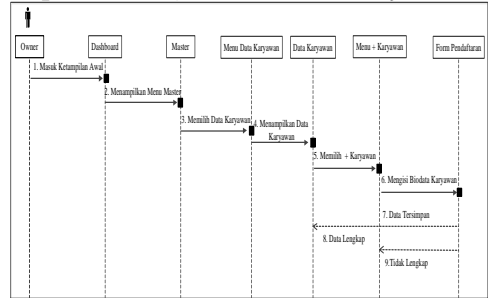 Owner
Dashboard
Master
Menu Data Karyawan
Data Karyawan
Menu + Karyawan
Form Pendaftaran
1. Masuk Ketampilan Awal
2. Menampilkan Menu Master
3. Memilih Data Karyawan
4. Menampilkan Data
Karyawan
5. Memilih + Karyawan
6. Mengisi Biodata Karyawan
7. Data Tersimpan
8. Data Lengkap
9.Tidak Lengkap